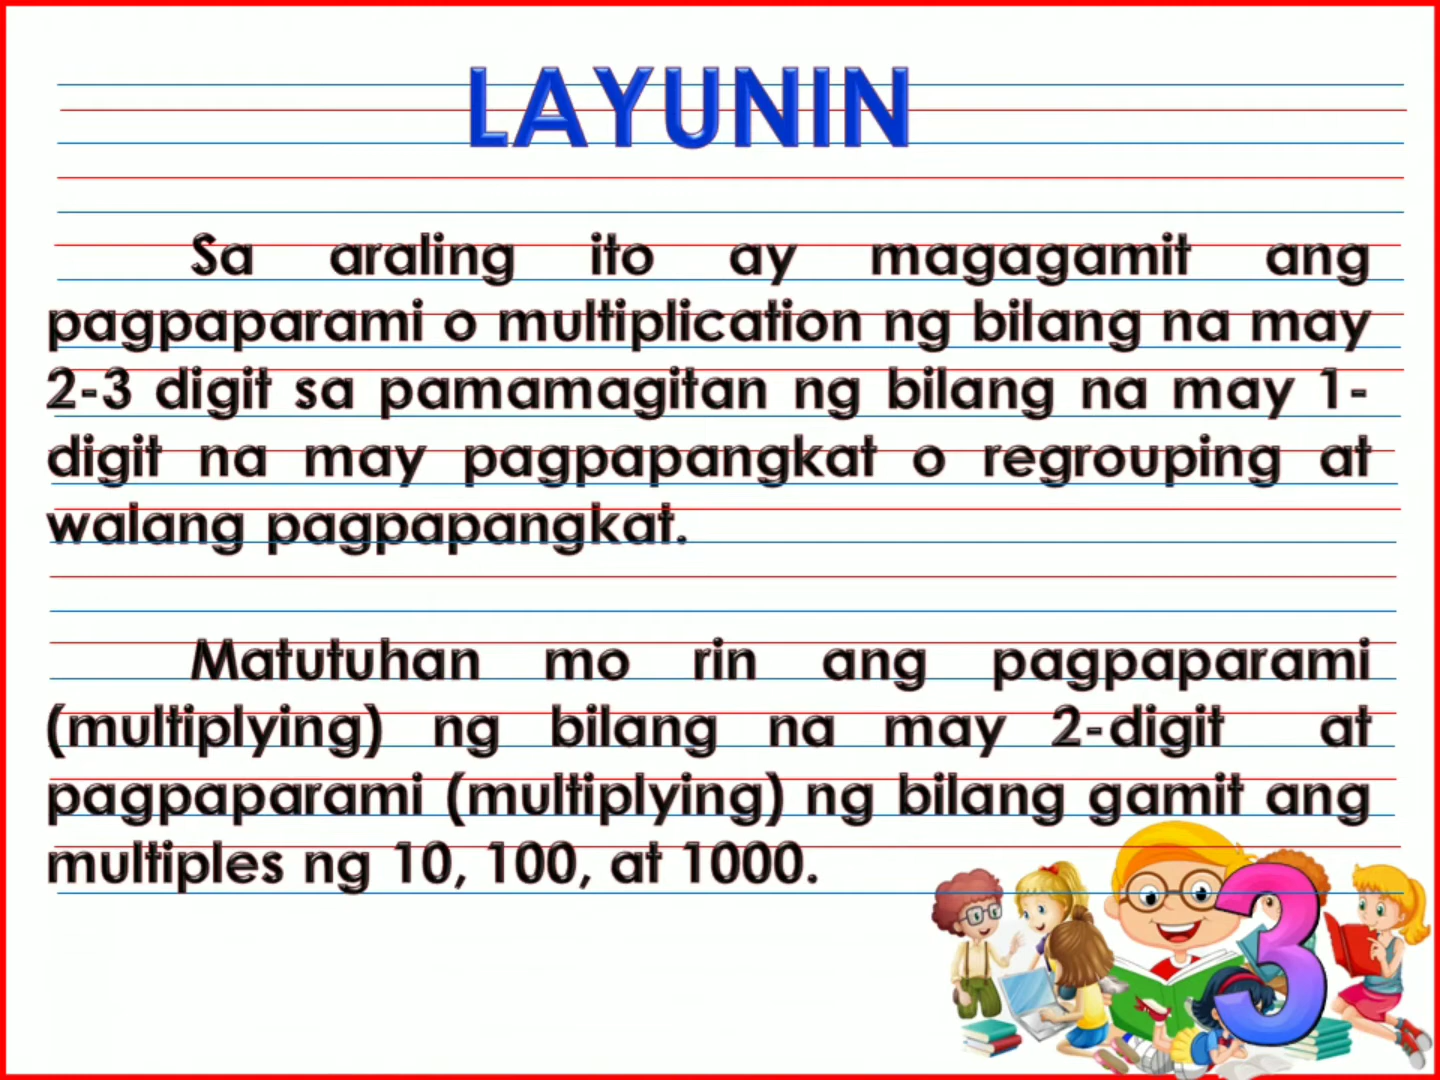 LAYUNIN
Sa araling ito ay magagamit ang
pagpaparami o multiplication ng bilang na may
2-3 digit sa pamamagitan ng bilang na may 1-
digit na may pagpapangkat o regrouping at
walang pagpapangkat.
Matutuhan mo rin ang pagpaparami
(multiplying) ng bilang na may 2-digit at
pagpaparami (multiplying) ng bilang gamit ang
multiples ng 10, 100, at 1000.
3